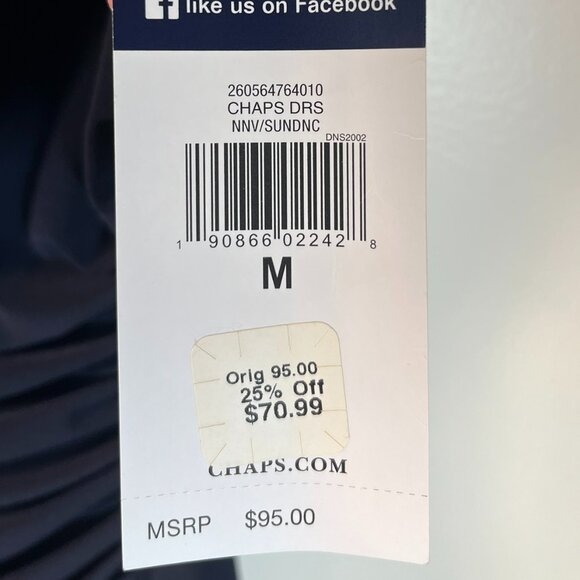 f like us on Facebook
260564764010
CHAPS DRS
NNV/SUNDNC
DNS2002
1 90866 02242 8
M
Orig 95.00
25% Off
$70.99
CHAPS.COM
MSRP $95.00